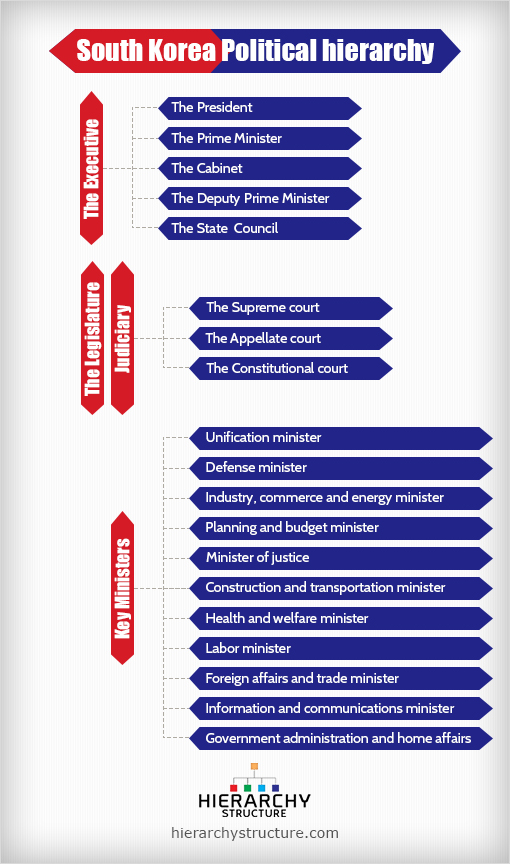 South Korea Political hierarchy
The Executive
The President
The Prime Minister
The Cabinet
The Deputy Prime Minister
The State Council
The Legislature
Judiciary
The Supreme court
The Appellate court
The Constitutional court
Key Ministers
Unification minister
Defense minister
Industry, commerce and energy minister
Planning and budget minister
Minister of justice
Construction and transportation minister
Health and welfare minister
Labor minister
Foreign affairs and trade minister
Information and communications minister
Government administration and home affairs
HIERARCHY
STRUCTURE
hierarchystructure.com